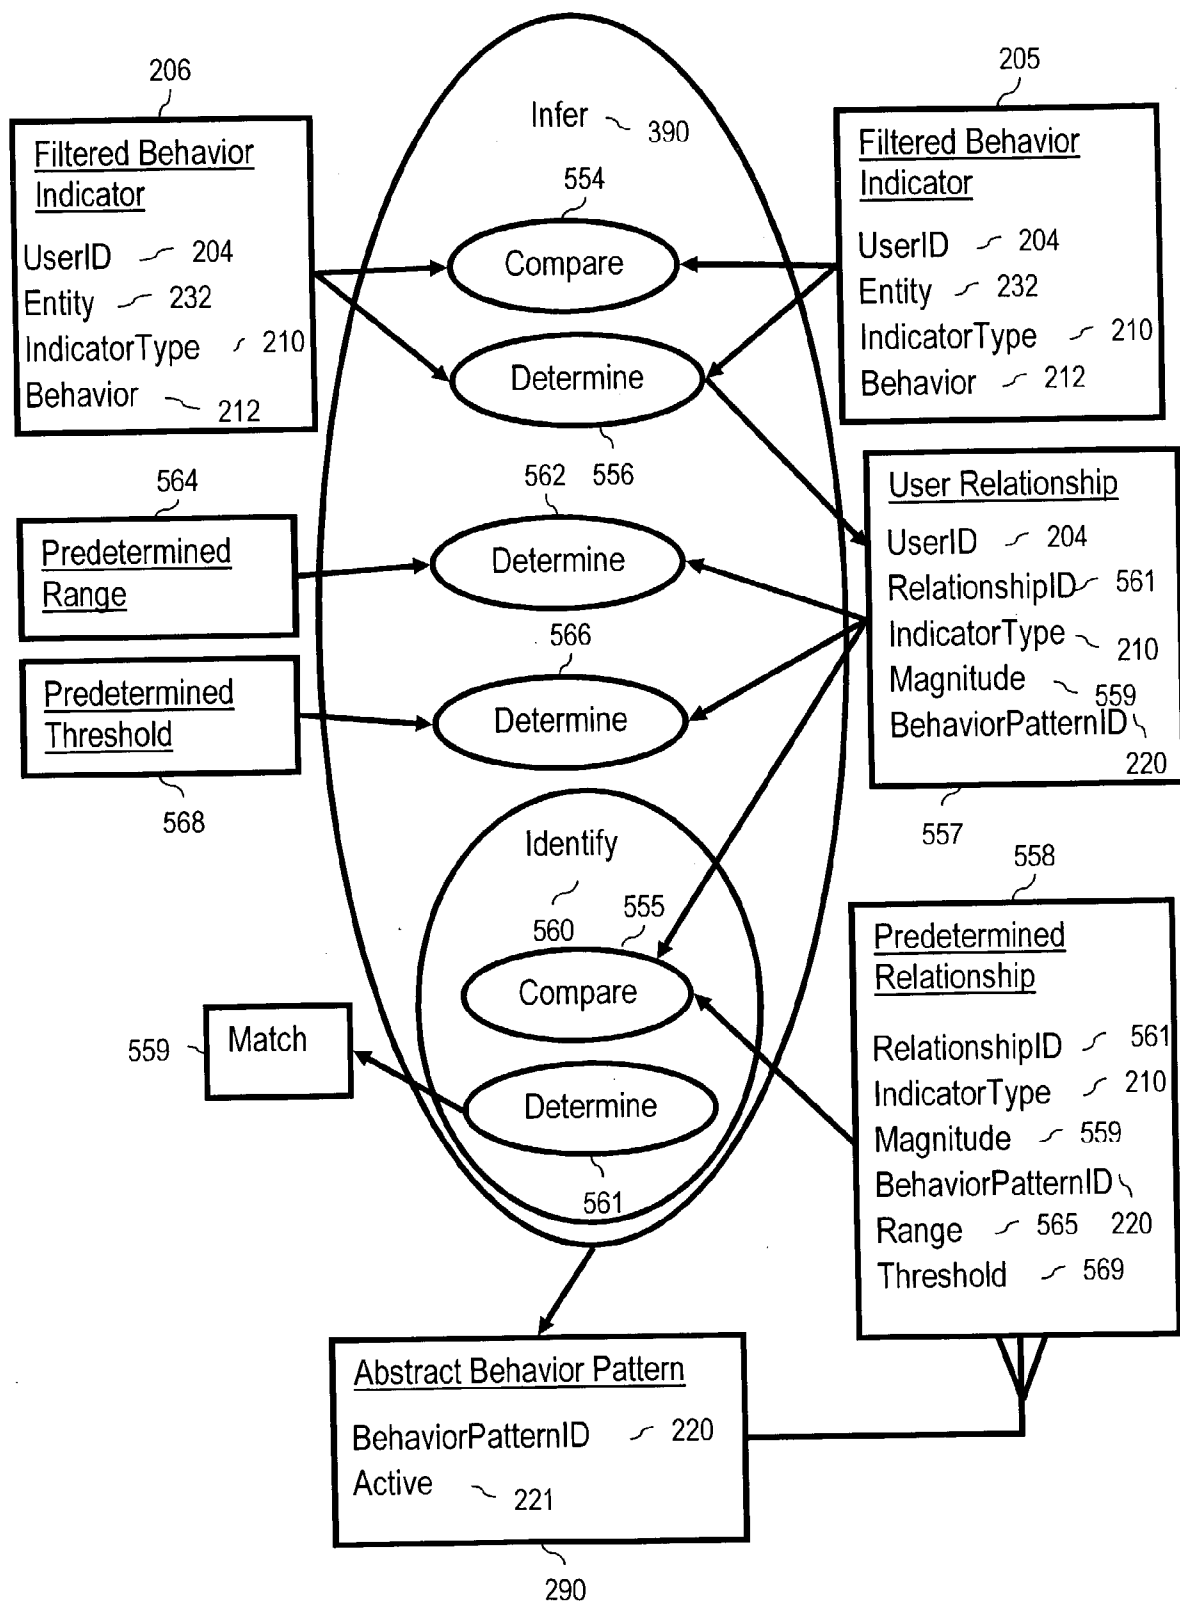 206
Filtered Behavior
Indicator
UserID 204
Entity 232
IndicatorType 210
Behavior 212
Infer 390
554
Compare
Determine
556
205
Filtered Behavior
Indicator
UserID 204
Entity 232
IndicatorType 210
Behavior 212
564
Predetermined
Range
562
Determine
User Relationship
UserID 204
RelationshipID 561
IndicatorType 210
Magnitude 559
BehaviorPatternID
220
557
Predetermined
Threshold
568
566
Determine
Identify
560
555
Compare
Determine
561
559
Match
558
Predetermined
Relationship
RelationshipID 561
IndicatorType 210
Magnitude 559
BehaviorPatternID
Range 565 220
Threshold 569
Abstract Behavior Pattern
BehaviorPatternID 220
Active 221
290